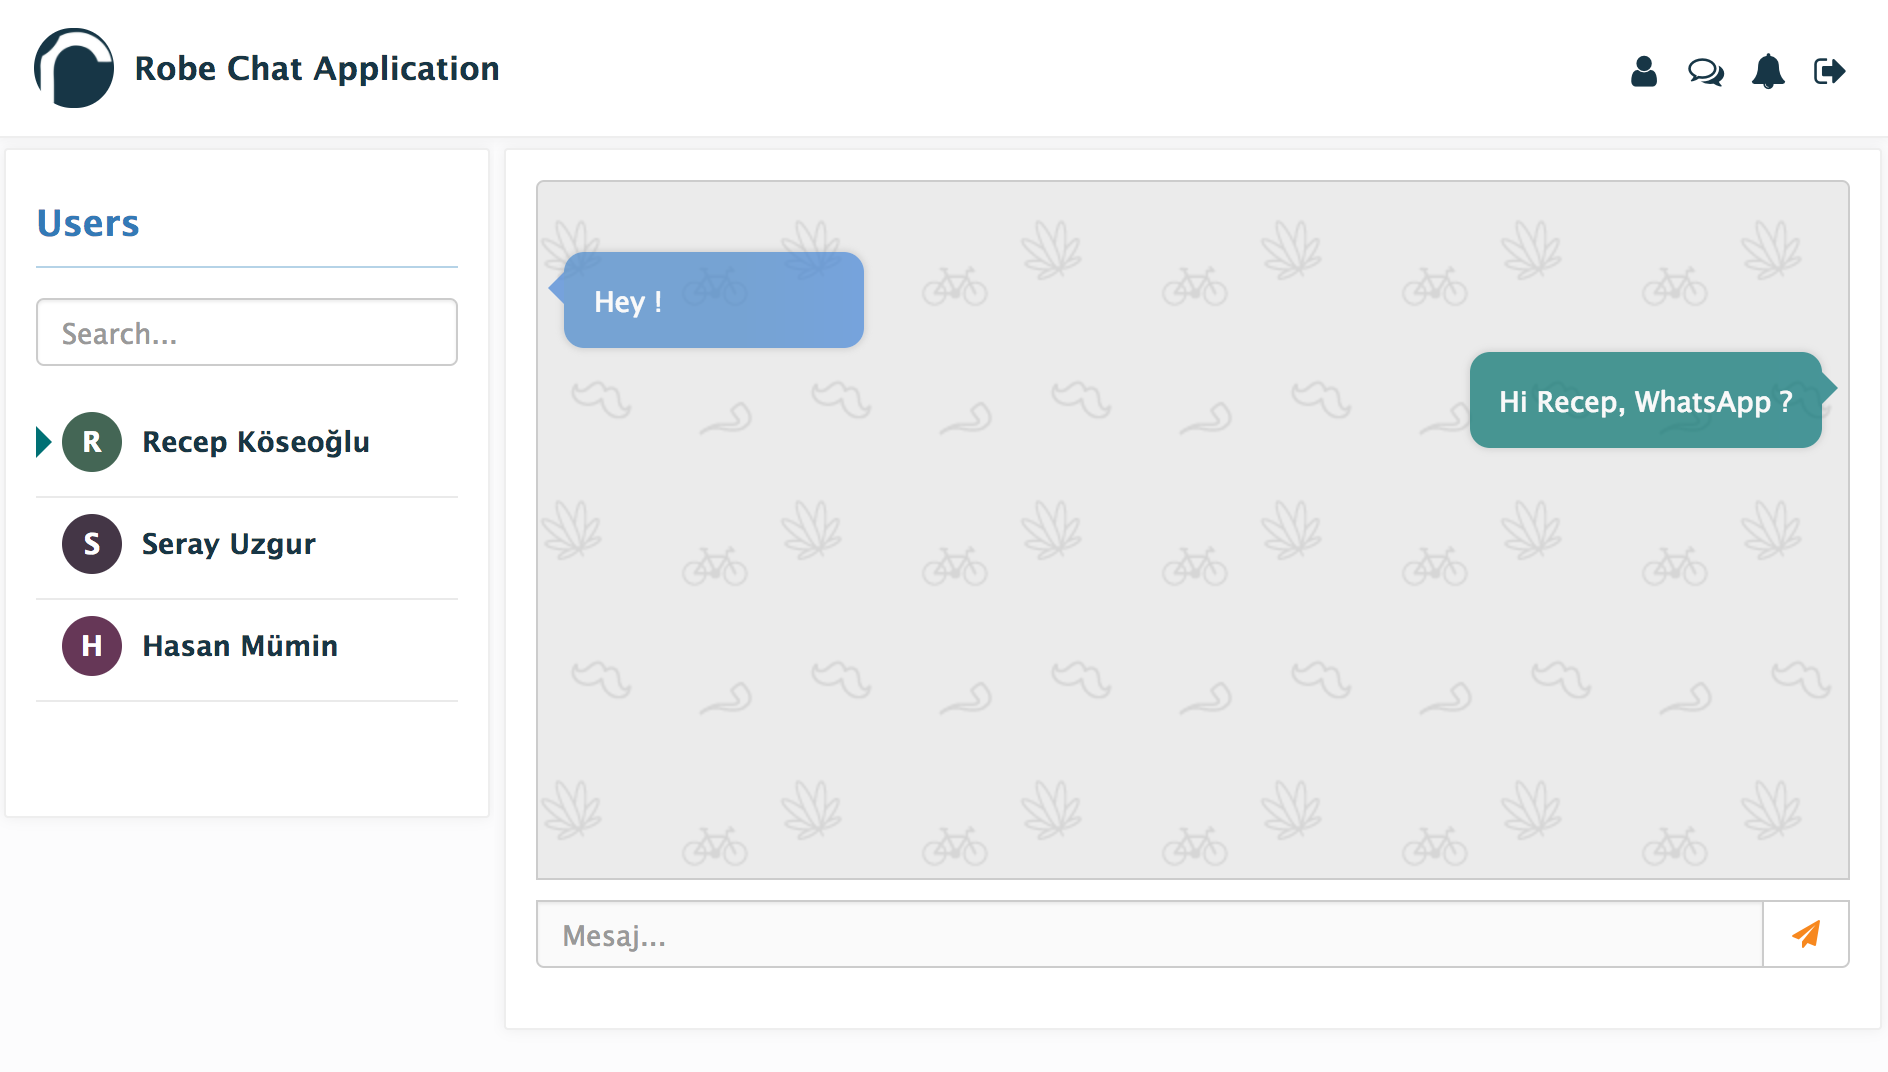 Robe Chat Application
Users
Search...
R Recep Köseoğlu
S Seray Uzgur
H Hasan Mümin
Hey !
Hi Recep, WhatsApp ?
Mesaj...